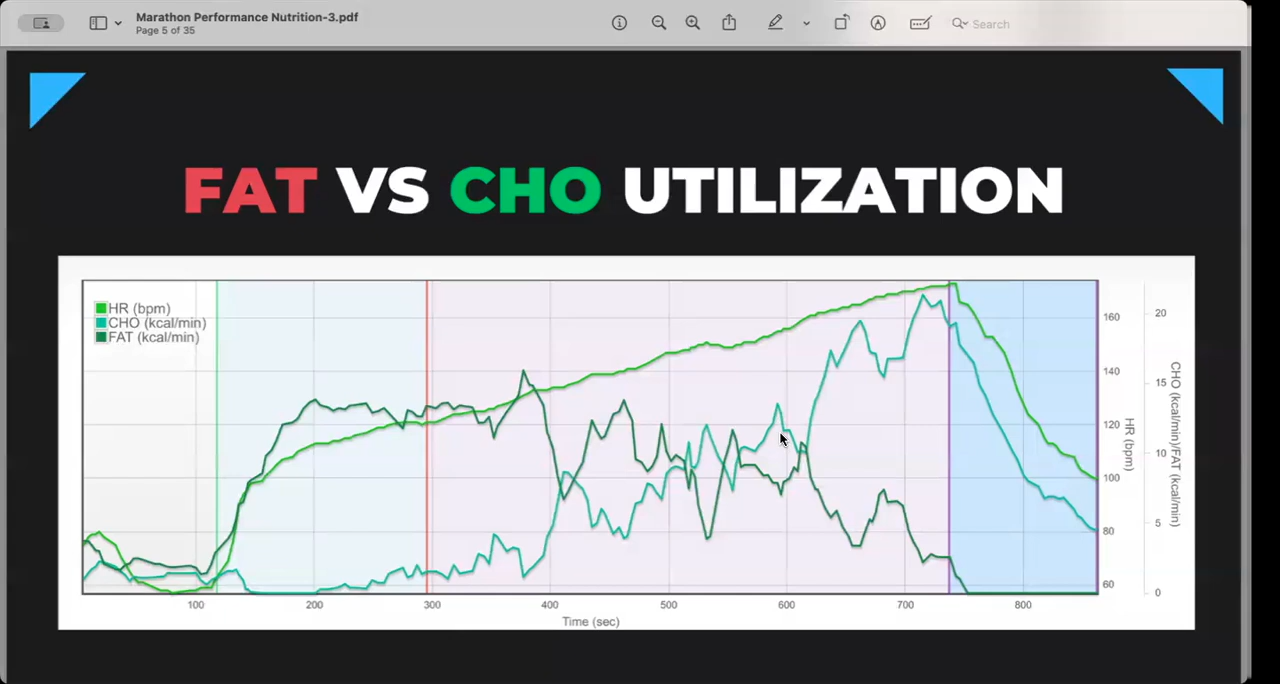 Marathon Performance Nutrition-3.pdf
Page 5 of 35
Search
FAT VS CHO UTILIZATION
HR (bpm)
CHO (kcal/min)
FAT (kcal/min)
160
140
120
100
80
60
HR (bpm)
20
15
10
5
0
CHO (kcal/min)/FAT (kcal/min)
100 200 300 400 500 600 700 800
Time (sec)